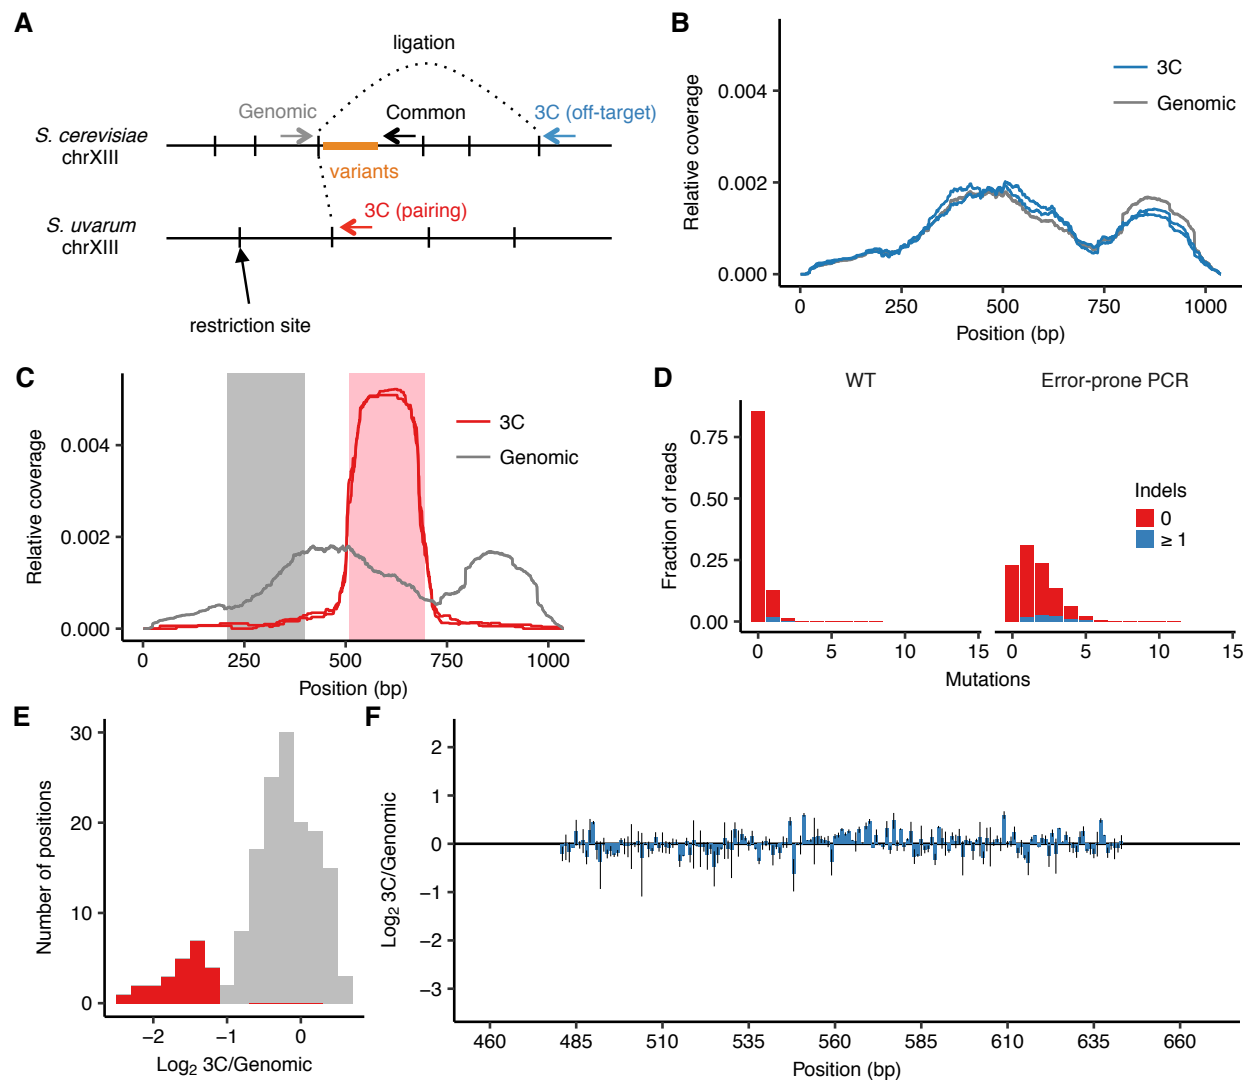 A
ligation
Genomic
Common
3C (off-target)
S. cerevisiae
chrXIII
variants
3C (pairing)
S. uvarum
chrXIII
restriction site
B
Relative coverage
0.004
0.002
0.000
3C
Genomic
0 250 500 750 1000
Position (bp)
C
Relative coverage
0.004
0.002
0.000
3C
Genomic
0 250 500 750 1000
Position (bp)
D
WT
Error-prone PCR
Fraction of reads
0.75
0.50
0.25
0.00
Indels
0
≥ 1
0 5 10 15
0 5 10 15
Mutations
E
Number of positions
30
20
10
0
−2 −1 0
Log₂ 3C/Genomic
F
Log₂ 3C/Genomic
2
1
0
−1
−2
−3
460 485 510 535 560 585 610 635 660
Position (bp)